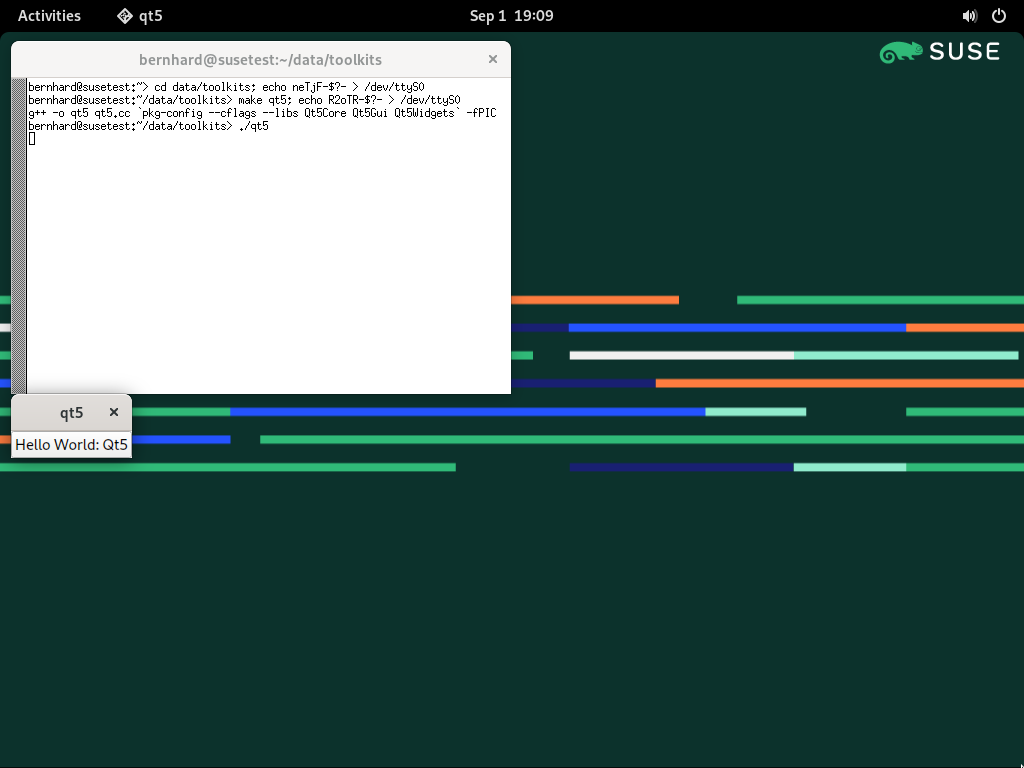 Activities qt5 Sep 1 19:09
SUSE
bernhard@susetest:~/data/toolkits
bernhard@susetest:~> cd data/toolkits; echo neTjF-$?- > /dev/ttyS0
bernhard@susetest:~/data/toolkits> make qt5; echo R2oTR-$?- > /dev/ttyS0
g++ -o qt5 qt5.cc `pkg-config --cflags --libs Qt5Core Qt5Gui Qt5Widgets` -fPIC
bernhard@susetest:~/data/toolkits> ./qt5
qt5
Hello World: Qt5